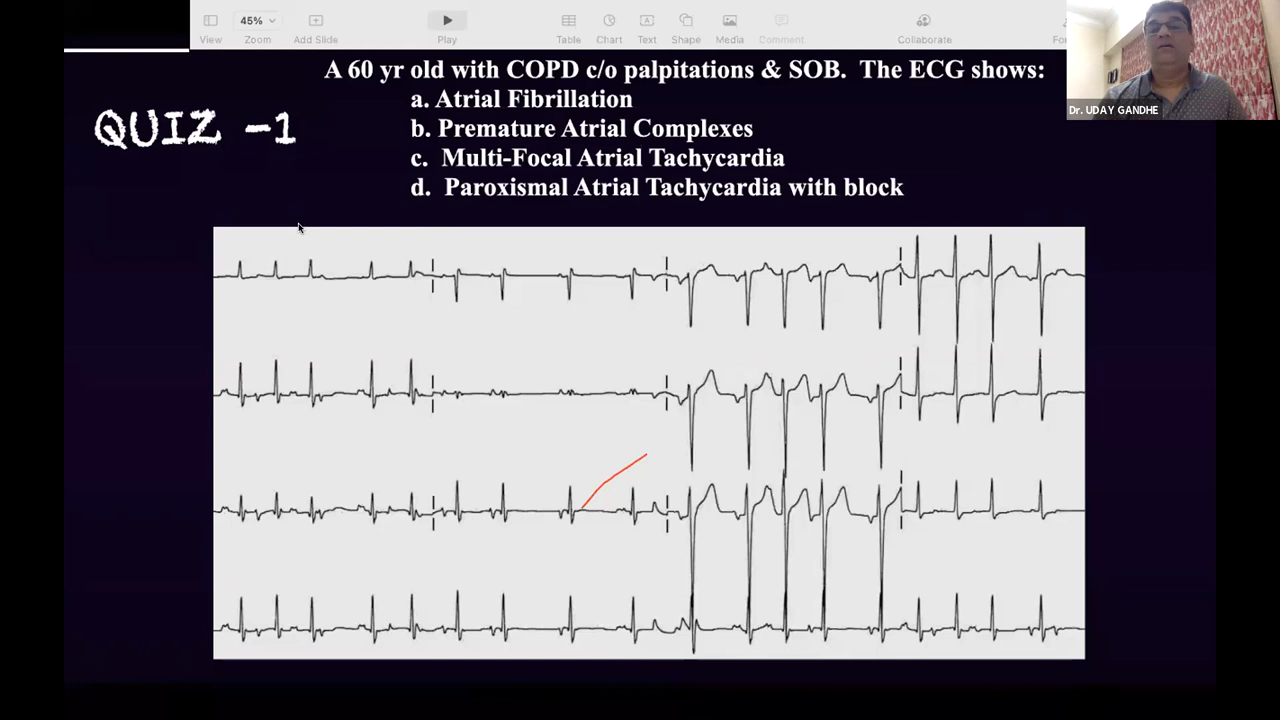 45%
View
Zoom
Add Slide
Play
Table
Chart
Text
Shape
Media
Comment
Collaborate
For
Dr. UDAY GANDHE
A 60 yr old with COPD c/o palpitations & SOB. The ECG shows:
a. Atrial Fibrillation
QUIZ -1
b. Premature Atrial Complexes
c. Multi-Focal Atrial Tachycardia
d. Paroxismal Atrial Tachycardia with block